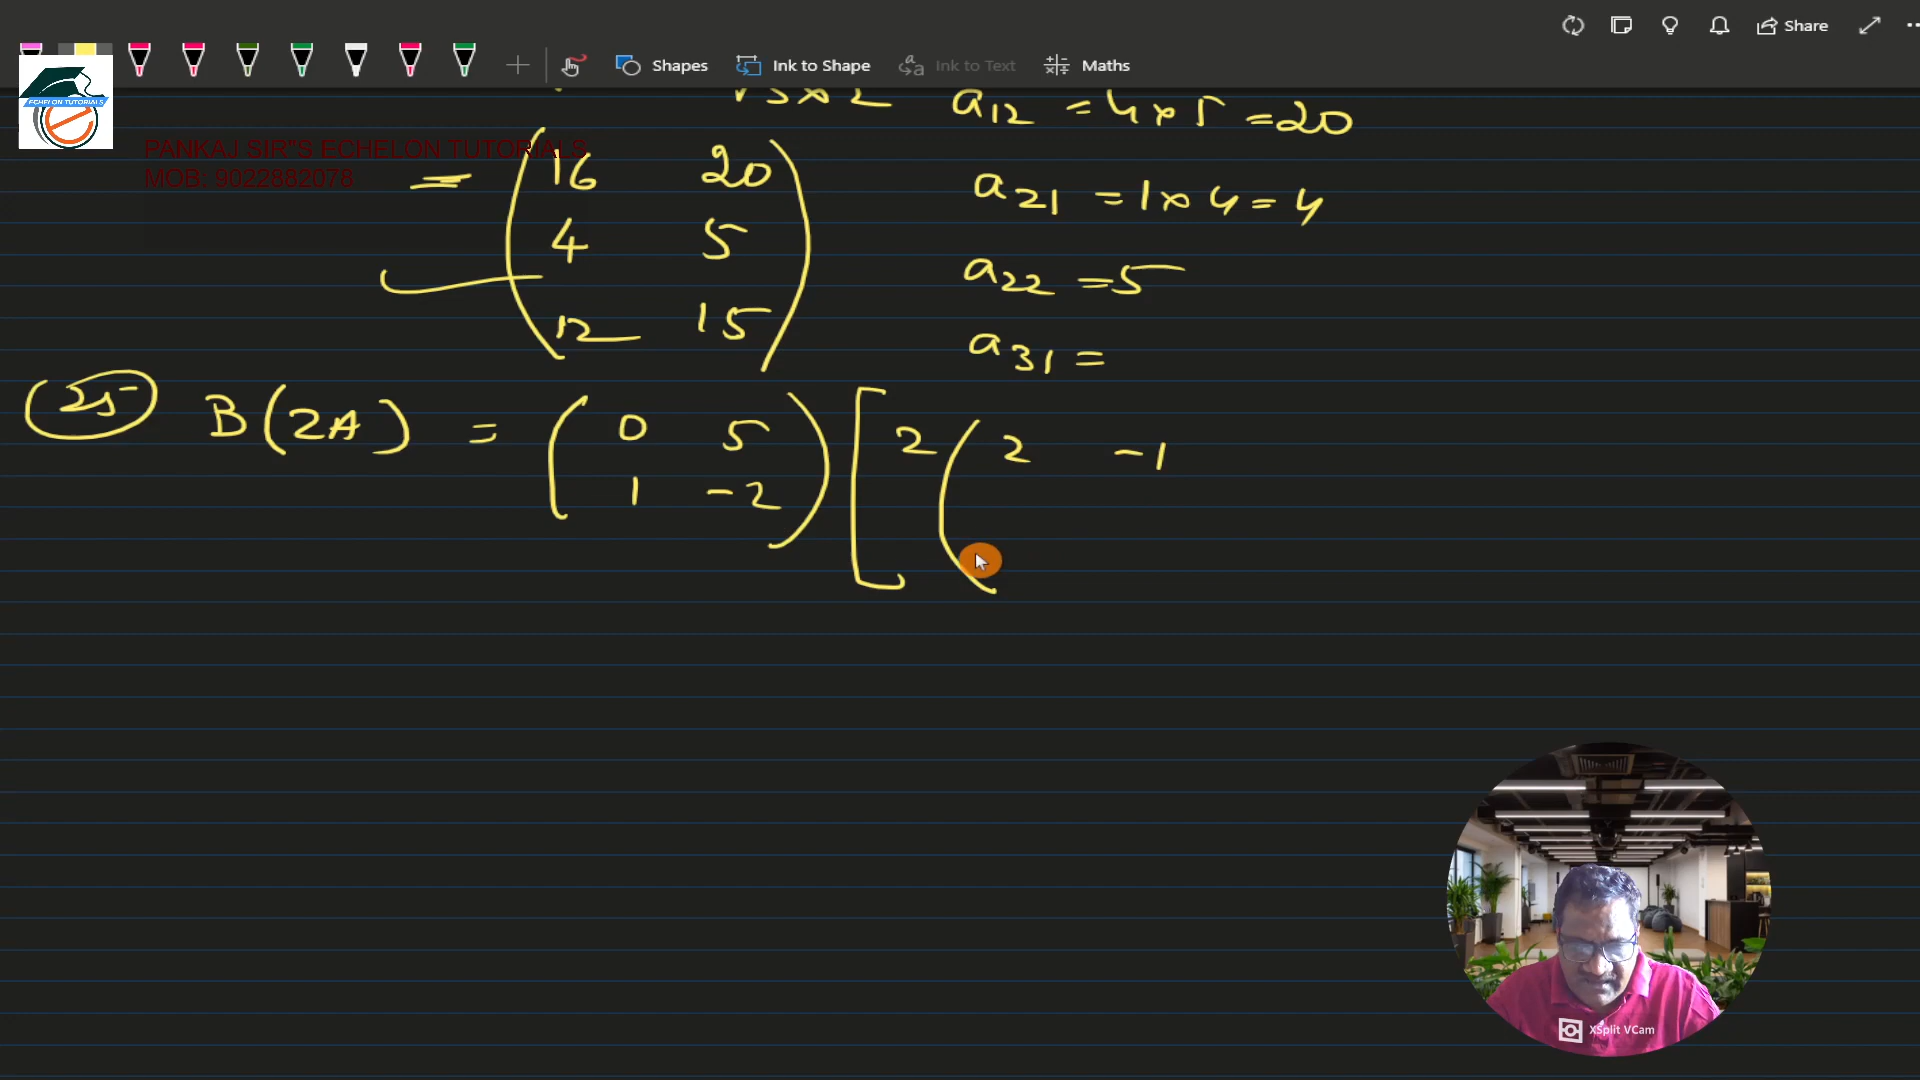 Share
Shapes
Ink to Shape
Ink to Text
Maths
ECHELON TUTORIALS
a12 = 4 × 5 = 20
PANKAJ SIR"S ECHELON TUTORIALS
MOB: 9022882078
= ( 16 20
4 5
12 15 )
a21 = 1 × 4 = 4
a22 = 5
a31 =
25 B(2A) = ( 0 5 ) [ 2 ( 2 -1
1 -2
XSplit VCam